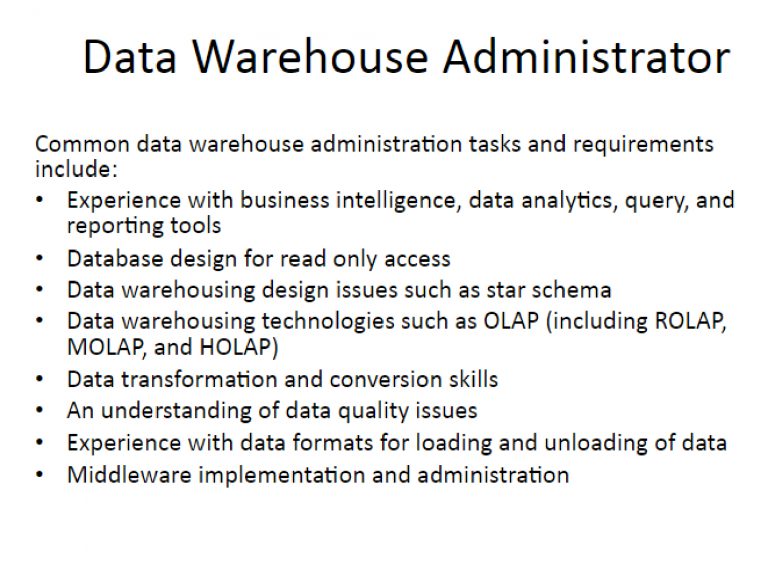 Data Warehouse Administrator
Common data warehouse administration tasks and requirements
include:
• Experience with business intelligence, data analytics, query, and
reporting tools
• Database design for read only access
• Data warehousing design issues such as star schema
• Data warehousing technologies such as OLAP (including ROLAP,
MOLAP, and HOLAP)
• Data transformation and conversion skills
• An understanding of data quality issues
• Experience with data formats for loading and unloading of data
• Middleware implementation and administration